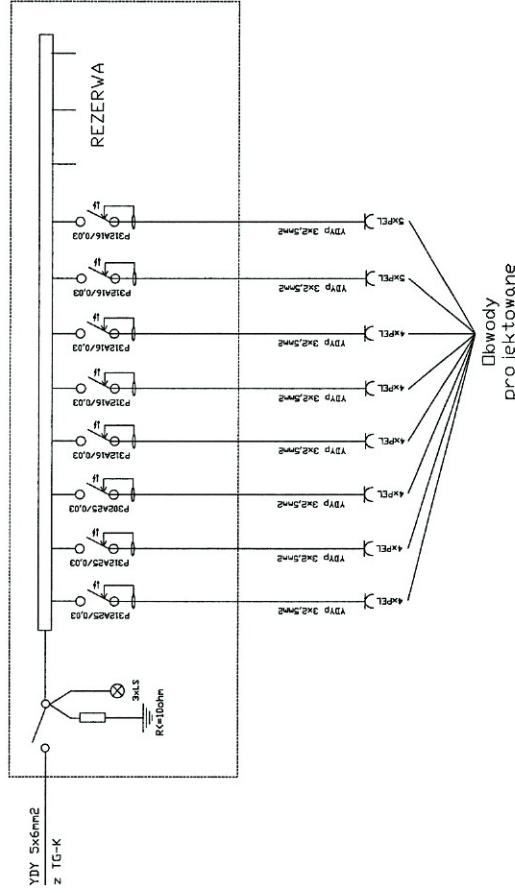 REZERWA
P312A16/0,03
P312A16/0,03
P312A16/0,03
P312A16/0,03
P312A16/0,03
P302A25/0,03
P312A25/0,03
P312A25/0,03
YDYp 3x2,5mm2
YDYp 3x2,5mm2
YDYp 3x2,5mm2
YDYp 3x2,5mm2
YDYp 3x2,5mm2
YDYp 3x2,5mm2
YDYp 3x2,5mm2
YDYp 3x2,5mm2
5xPEL
5xPEL
4xPEL
4xPEL
4xPEL
4xPEL
4xPEL
4xPEL
Obwody
projektowane
3xLS
R<=10ohm
YDY 5x6mm2
z TG-K